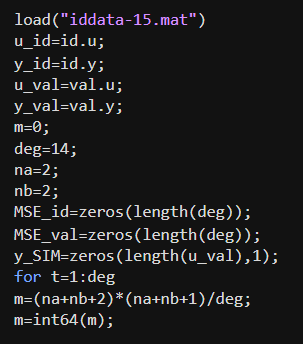 load("iddata-15.mat")
u_id=id.u;
y_id=id.y;
u_val=val.u;
y_val=val.y;
m=0;
deg=14;
na=2;
nb=2;
MSE_id=zeros(length(deg));
MSE_val=zeros(length(deg));
y_SIM=zeros(length(u_val),1);
for t=1:deg
m=(na+nb+2)*(na+nb+1)/deg;
m=int64(m);